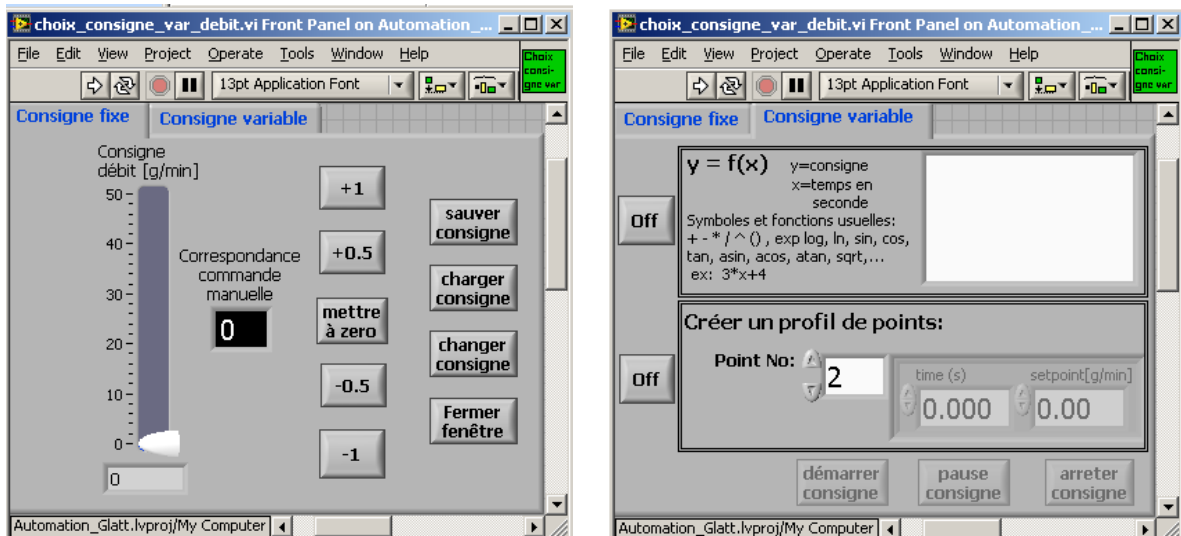 choix_consigne_var_debit.vi Front Panel on Automation_...
File Edit View Project Operate Tools Window Help
13pt Application Font
Choix
consi-
gne var
Consigne fixe
Consigne variable
Consigne
débit [g/min]
50
40
30
20
10
0
0
Correspondance
commande
manuelle
0
+1
+0.5
mettre
à zero
-0.5
-1
sauver
consigne
charger
consigne
changer
consigne
Fermer
fenêtre
Automation_Glatt.lvproj/My Computer
choix_consigne_var_debit.vi Front Panel on Automation_...
File Edit View Project Operate Tools Window Help
13pt Application Font
Choix
consi-
gne var
Consigne fixe
Consigne variable
Off
y = f(x) y=consigne
x=temps en
seconde
Symboles et fonctions usuelles:
+ - * / ^ () , exp log, ln, sin, cos,
tan, asin, acos, atan, sqrt,...
ex: 3*x+4
Off
Créer un profil de points:
Point No: 2
time (s) setpoint[g/min]
0.000 0.00
démarrer
consigne
pause
consigne
arreter
consigne
Automation_Glatt.lvproj/My Computer